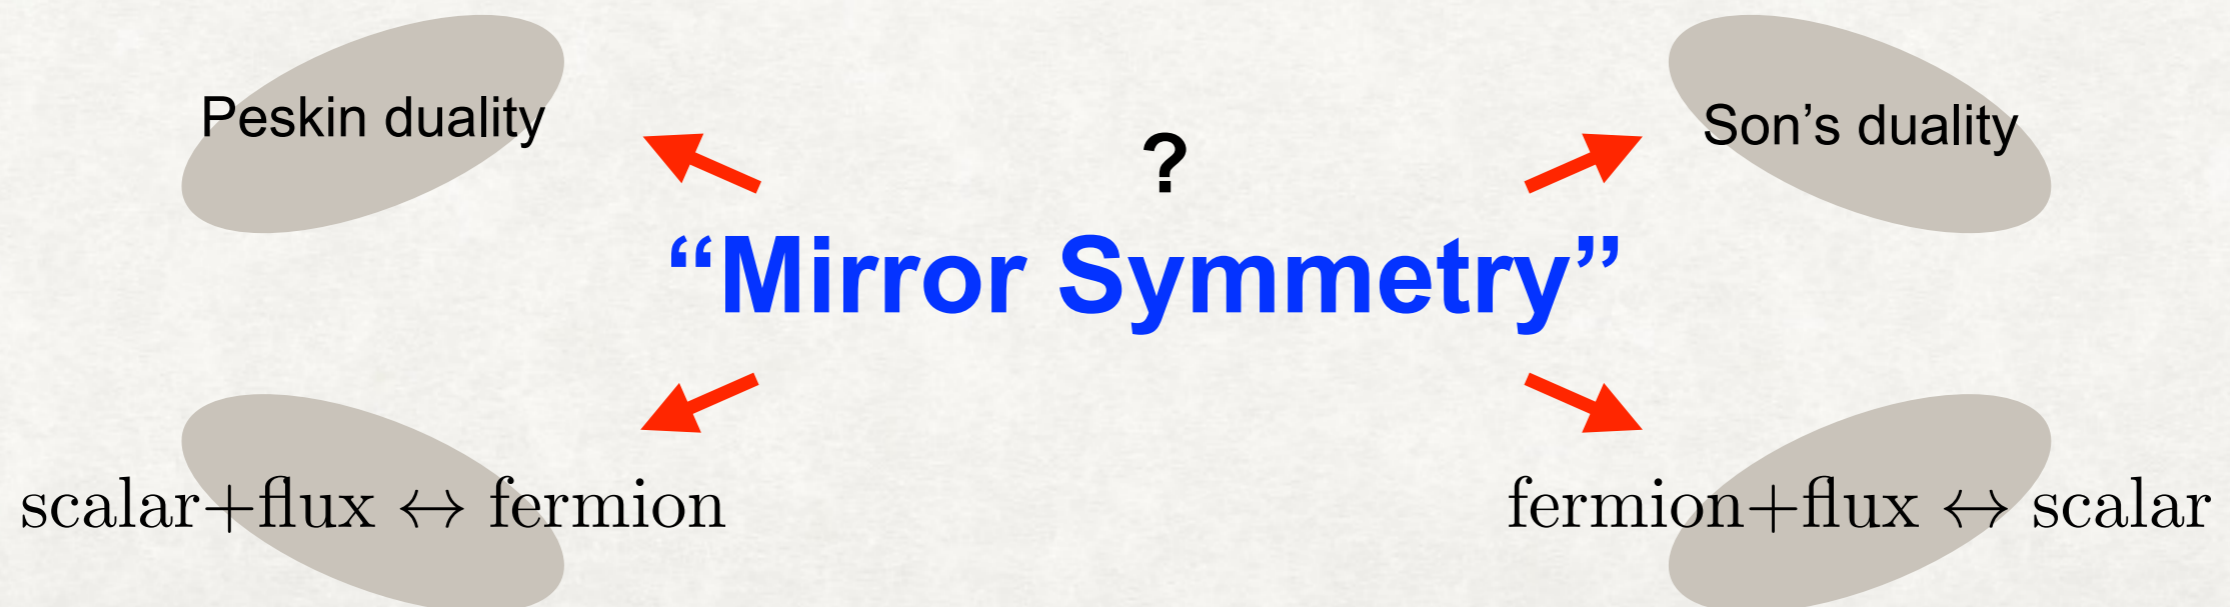 Peskin duality
Son’s duality
?
“Mirror Symmetry”
scalar+flux ↔ fermion
fermion+flux ↔ scalar